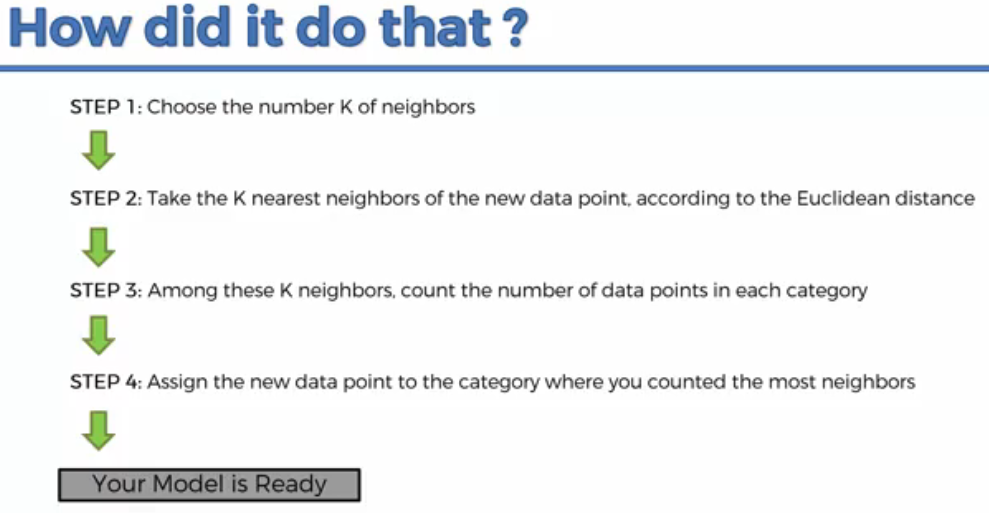 How did it do that ?
STEP 1: Choose the number K of neighbors
STEP 2: Take the K nearest neighbors of the new data point, according to the Euclidean distance
STEP 3: Among these K neighbors, count the number of data points in each category
STEP 4: Assign the new data point to the category where you counted the most neighbors
Your Model is Ready